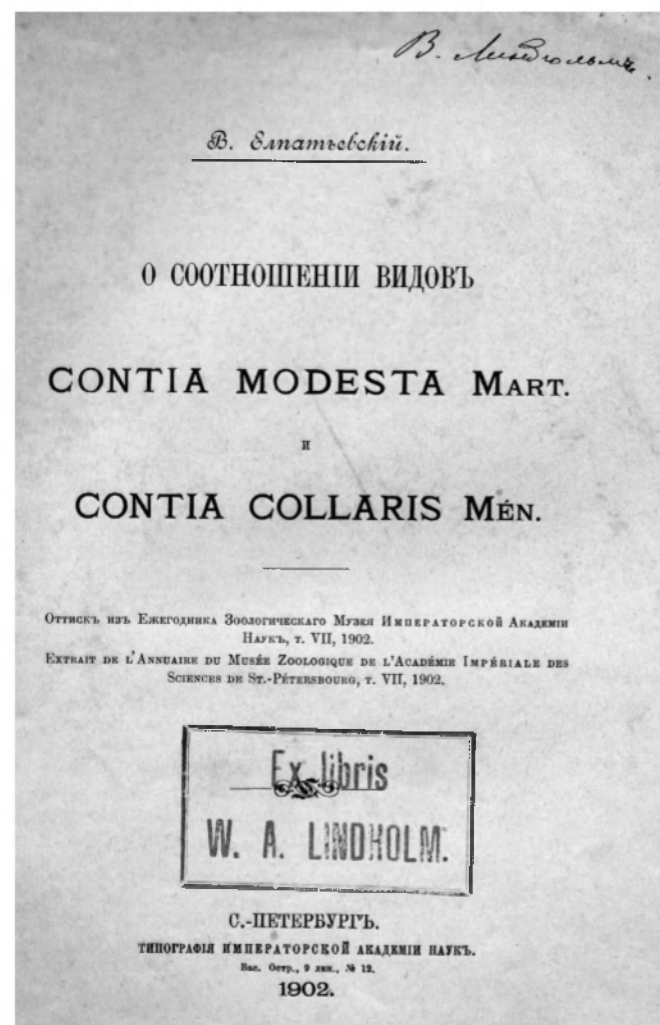 В. Линдгольмъ.
В. Елпатьевскій.
О СООТНОШЕНІИ ВИДОВЪ
CONTIA MODESTA MART.
и
CONTIA COLLARIS MÉN.
Оттискъ изъ Ежегодника Зоологическаго Музея Императорской Академіи
Наукъ, т. VII, 1902.
Extrait de l'Annuaire du Musée Zoologique de l'Académie Impériale des
Sciences de St.-Pétersbourg, т. VII, 1902.
Ex libris
W. A. LINDHOLM.
С.-ПЕТЕРБУРГЪ.
ТИПОГРАФІЯ ИМПЕРАТОРСКОЙ АКАДЕМІИ НАУКЪ.
Вас. Остр., 9 лин., № 12.
1902.